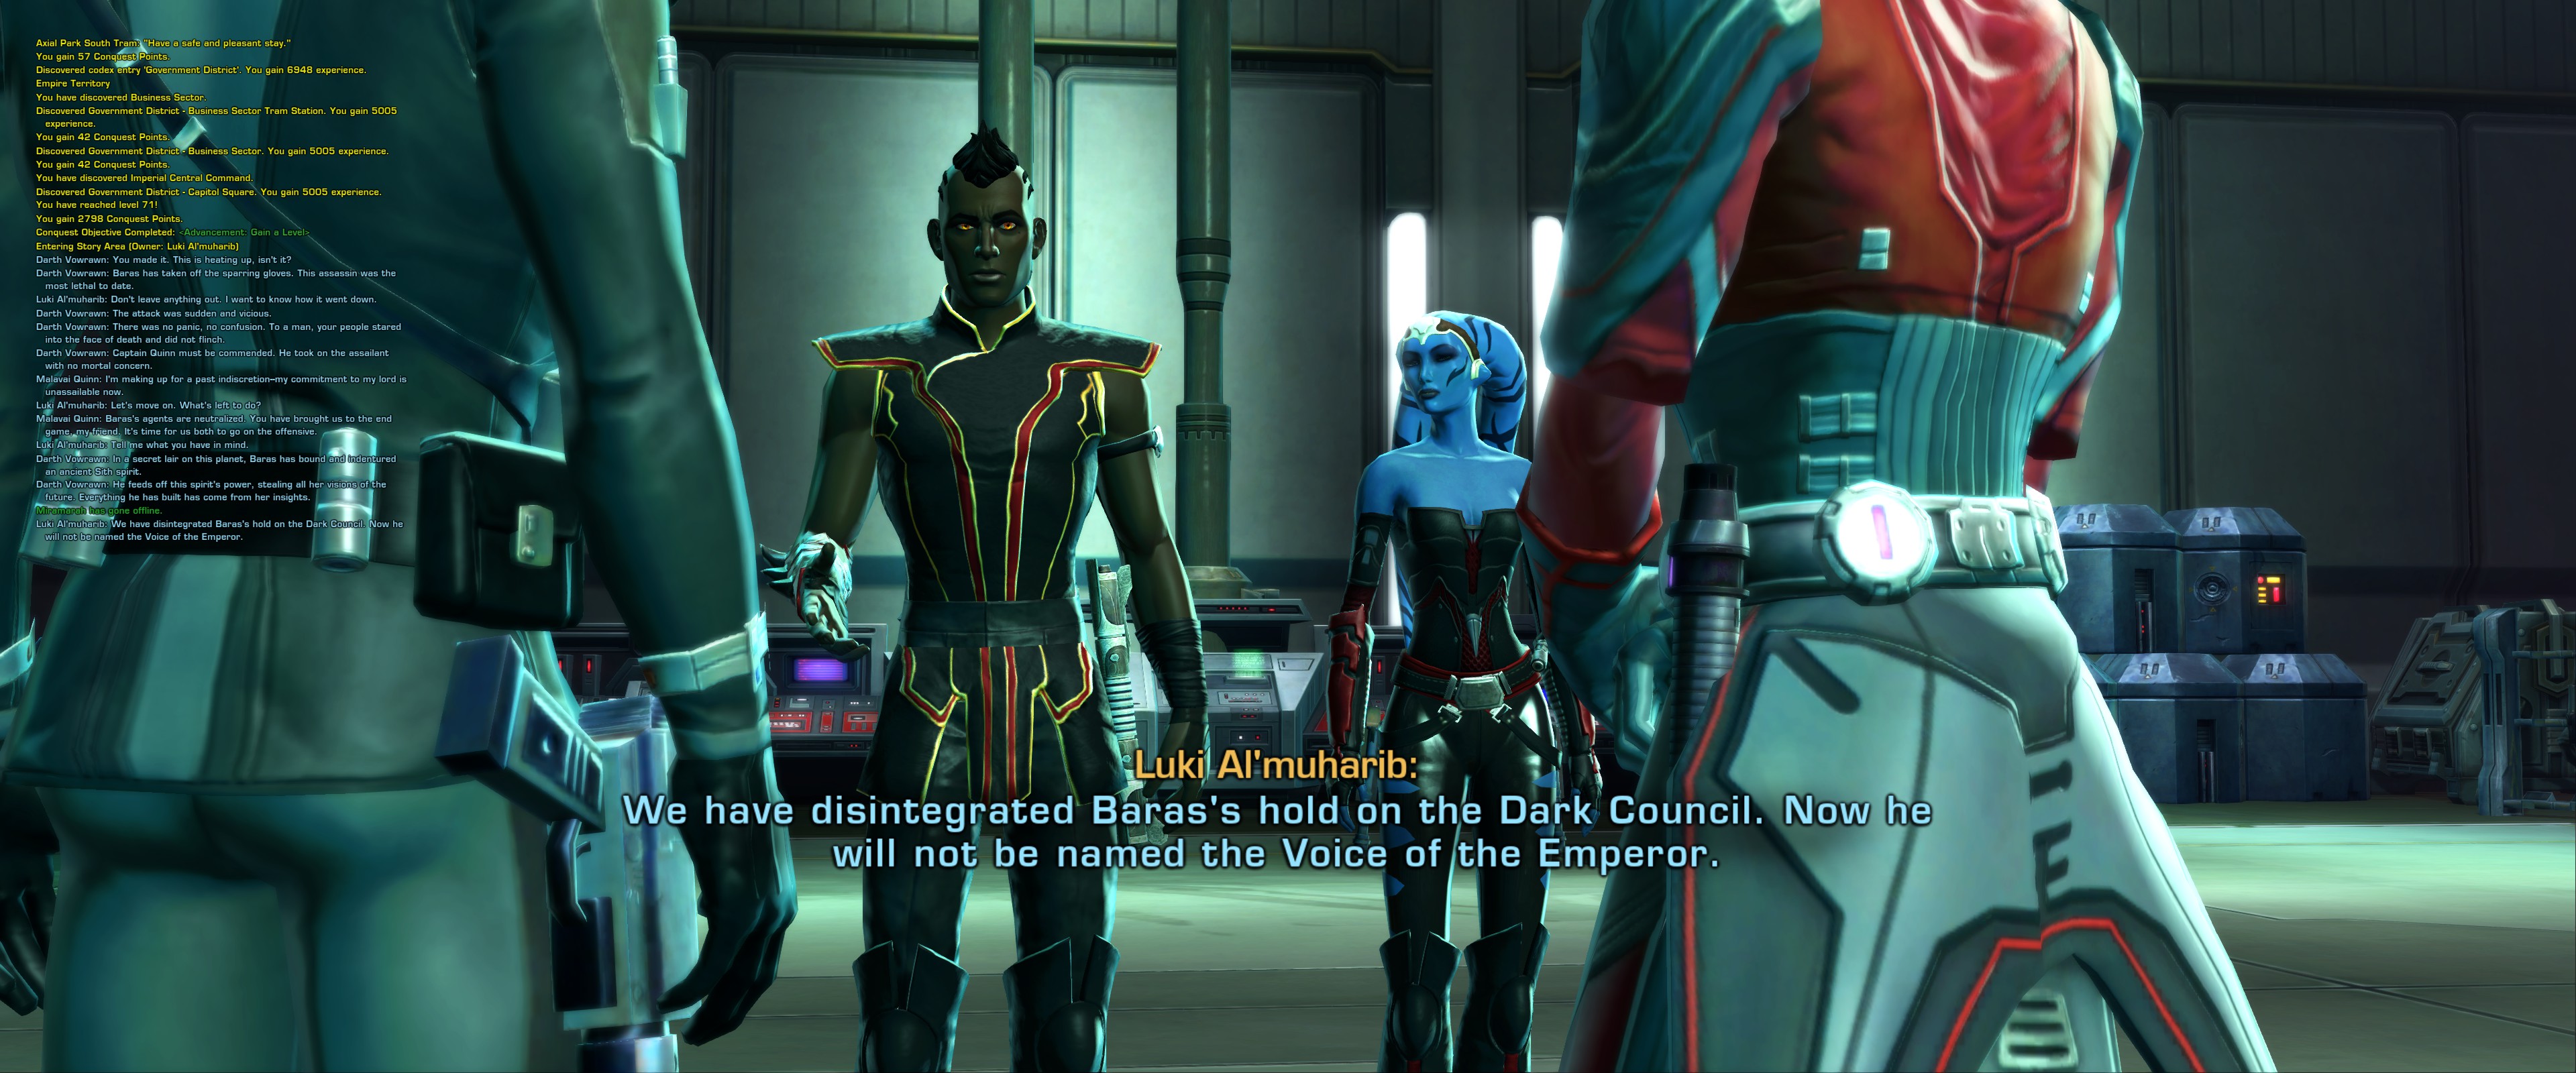 Axial Park South Tram: "Have a safe and pleasant stay."
You gain 57 Conquest Points.
Discovered codex entry 'Government District'. You gain 6948 experience.
Empire Territory
You have discovered Business Sector.
Discovered Government District - Business Sector Tram Station. You gain 5005
experience.
You gain 42 Conquest Points.
Discovered Government District - Business Sector. You gain 5005 experience.
You gain 42 Conquest Points.
You have discovered Imperial Central Command.
Discovered Government District - Capitol Square. You gain 5005 experience.
You have reached level 71!
You gain 2798 Conquest Points.
Conquest Objective Completed: <Advancement: Gain a Level>
Entering Story Area (Owner: Luki Al'muharib)
Darth Vowrawn: You made it. This is heating up, isn't it?
Darth Vowrawn: Baras has taken off the sparring gloves. This assassin was the
most lethal to date.
Luki Al'muharib: Don't leave anything out. I want to know how it went down.
Darth Vowrawn: The attack was sudden and vicious.
Darth Vowrawn: There was no panic, no confusion. To a man, your people stared
into the face of death and did not flinch.
Darth Vowrawn: Captain Quinn must be commended. He took on the assailant
with no mortal concern.
Malavai Quinn: I'm making up for a past indiscretion—my commitment to my lord is
unassailable now.
Luki Al'muharib: Let's move on. What's left to do?
Malavai Quinn: Baras's agents are neutralized. You have brought us to the end
game, my friend. It's time for us both to go on the offensive.
Luki Al'muharib: Tell me what you have in mind.
Darth Vowrawn: In a secret lair on this planet, Baras has bound and indentured
an ancient Sith spirit.
Darth Vowrawn: He feeds off this spirit's power, stealing all her visions of the
future. Everything he has built has come from her insights.
Miramarah has gone offline.
Luki Al'muharib: We have disintegrated Baras's hold on the Dark Council. Now he
will not be named the Voice of the Emperor.
Luki Al'muharib:
We have disintegrated Baras's hold on the Dark Council. Now he
will not be named the Voice of the Emperor.